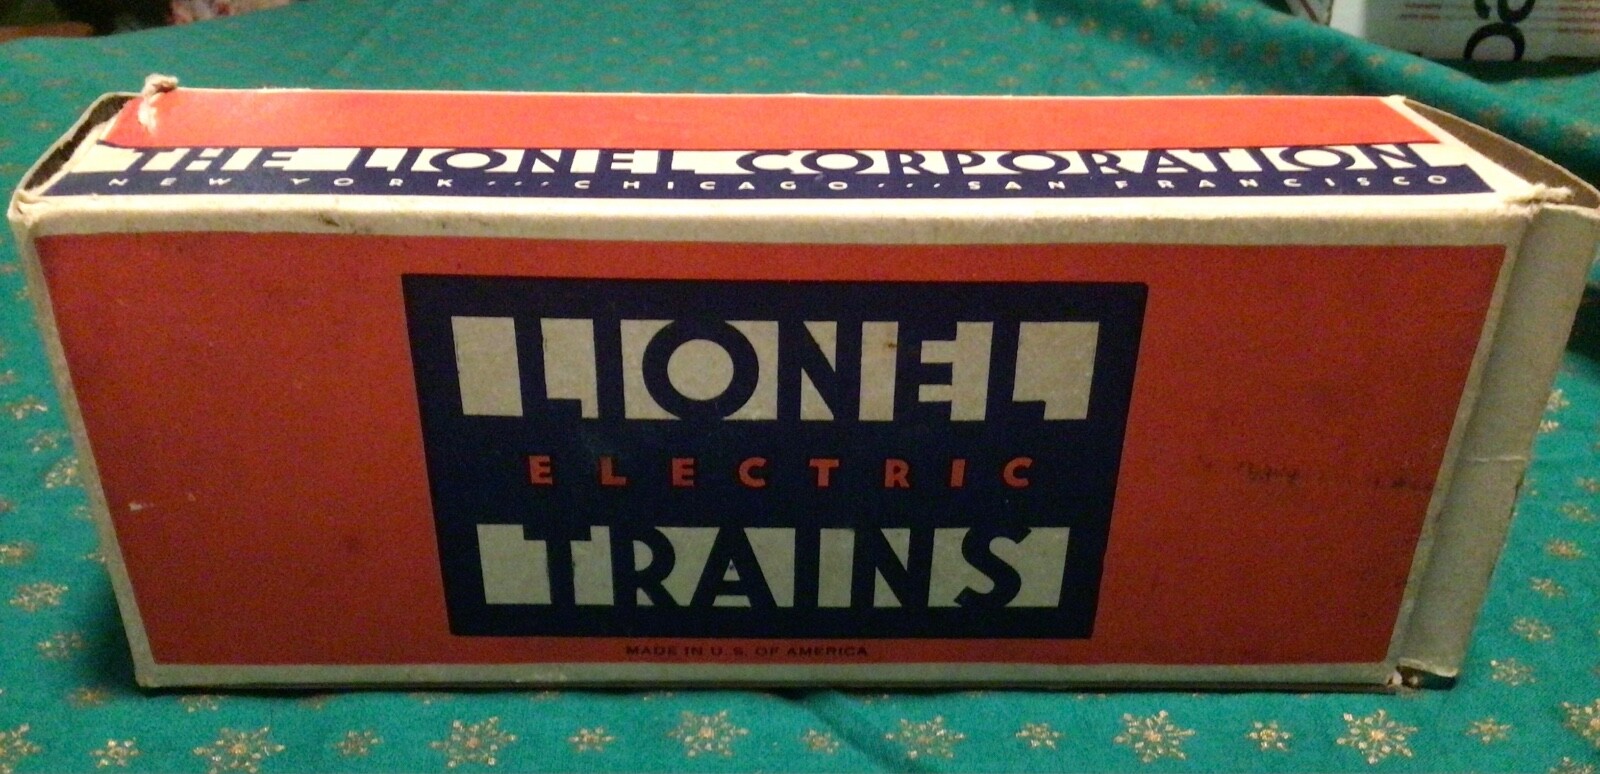 THE LIONEL CORPORATION
NEW YORK ... CHICAGO ... SAN FRANCISCO
LIONEL
ELECTRIC
TRAINS
MADE IN U. S. OF AMERICA